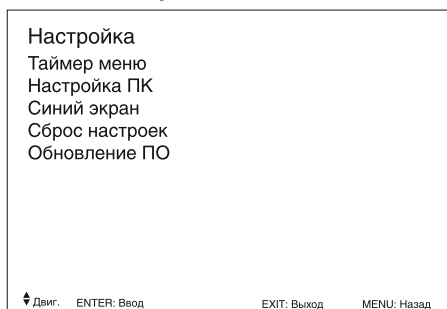 Настройка
Таймер меню
Настройка ПК
Синий экран
Сброс настроек
Обновление ПО
Двиг. ENTER: Ввод EXIT: Выход MENU: Назад